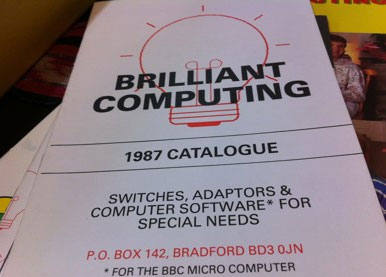 BRILLIANT
COMPUTING
1987 CATALOGUE
SWITCHES, ADAPTORS &
COMPUTER SOFTWARE* FOR
SPECIAL NEEDS
P.O. BOX 142, BRADFORD BD3 0JN
* FOR THE BBC MICRO COMPUTER